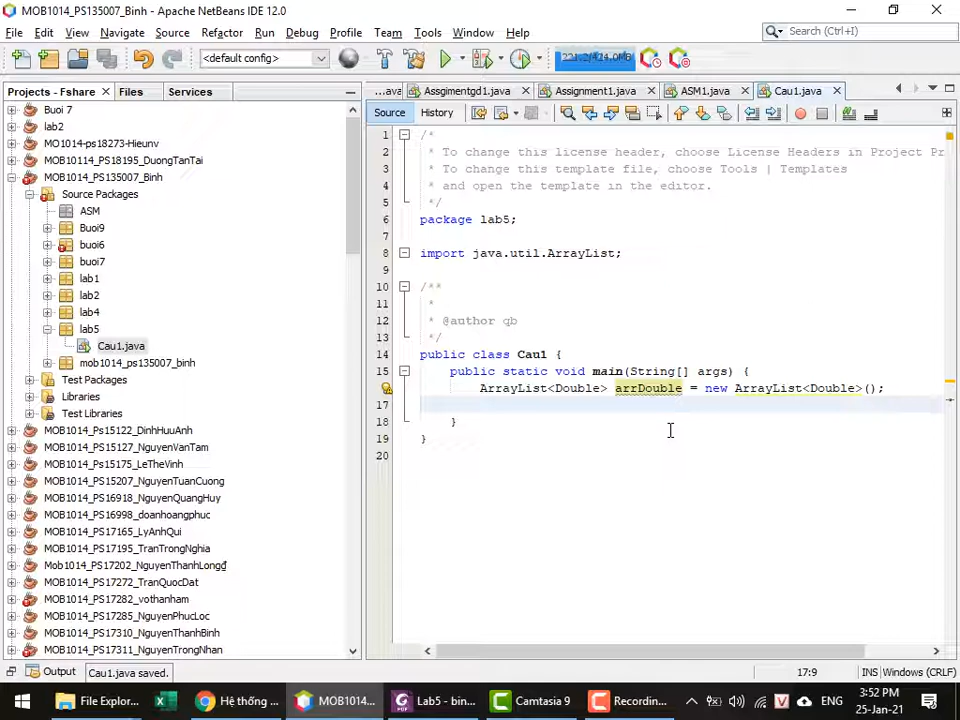 MOB1014_PS135007_Binh - Apache NetBeans IDE 12.0
File Edit View Navigate Source Refactor Run Debug Profile Team Tools Window Help
Search (Ctrl+I)
<default config>
Projects - Fshare Files Services
...ava Assgimentgd1.java Assignment1.java ASM1.java Cau1.java
Source History
Buoi 7
lab2
MO1014-ps18273-Hieunv
MOB10114_PS18195_DuongTanTai
MOB1014_PS135007_Binh
Source Packages
ASM
Buoi9
buoi6
buoi7
lab1
lab2
lab4
lab5
Cau1.java
mob1014_ps135007_binh
Test Packages
Libraries
Test Libraries
MOB1014_Ps15122_DinhHuuAnh
MOB1014_Ps15127_NguyenVanTam
MOB1014_Ps15175_LeTheVinh
MOB1014_PS15207_NguyenTuanCuong
MOB1014_PS16918_NguyenQuangHuy
MOB1014_PS16998_doanhoangphuc
MOB1014_PS17165_LyAnhQui
MOB1014_PS17195_TranTrongNghia
Mob1014_PS17202_NguyenThanhLong
MOB1014_PS17272_TranQuocDat
MOB1014_PS17282_vothanham
MOB1014_PS17285_NguyenPhucLoc
MOB1014_PS17310_NguyenThanhBinh
MOB1014_PS17311_NguyenTrongNhan
1 /*
2 * To change this license header, choose License Headers in Project Pr
3 * To change this template file, choose Tools | Templates
4 * and open the template in the editor.
5 */
6 package lab5;
7
8 import java.util.ArrayList;
9
10 /**
11 *
12 * @author qb
13 */
14 public class Cau1 {
15 public static void main(String[] args) {
ArrayList<Double> arrDouble = new ArrayList<Double>();
17
18 }
19 }
20
Output Cau1.java saved. 17:9 INS Windows (CRLF)
File Explor... Hệ thống ... MOB1014... Lab5 - bin... Camtasia 9 Recordin... ENG
3:52 PM
25-Jan-21